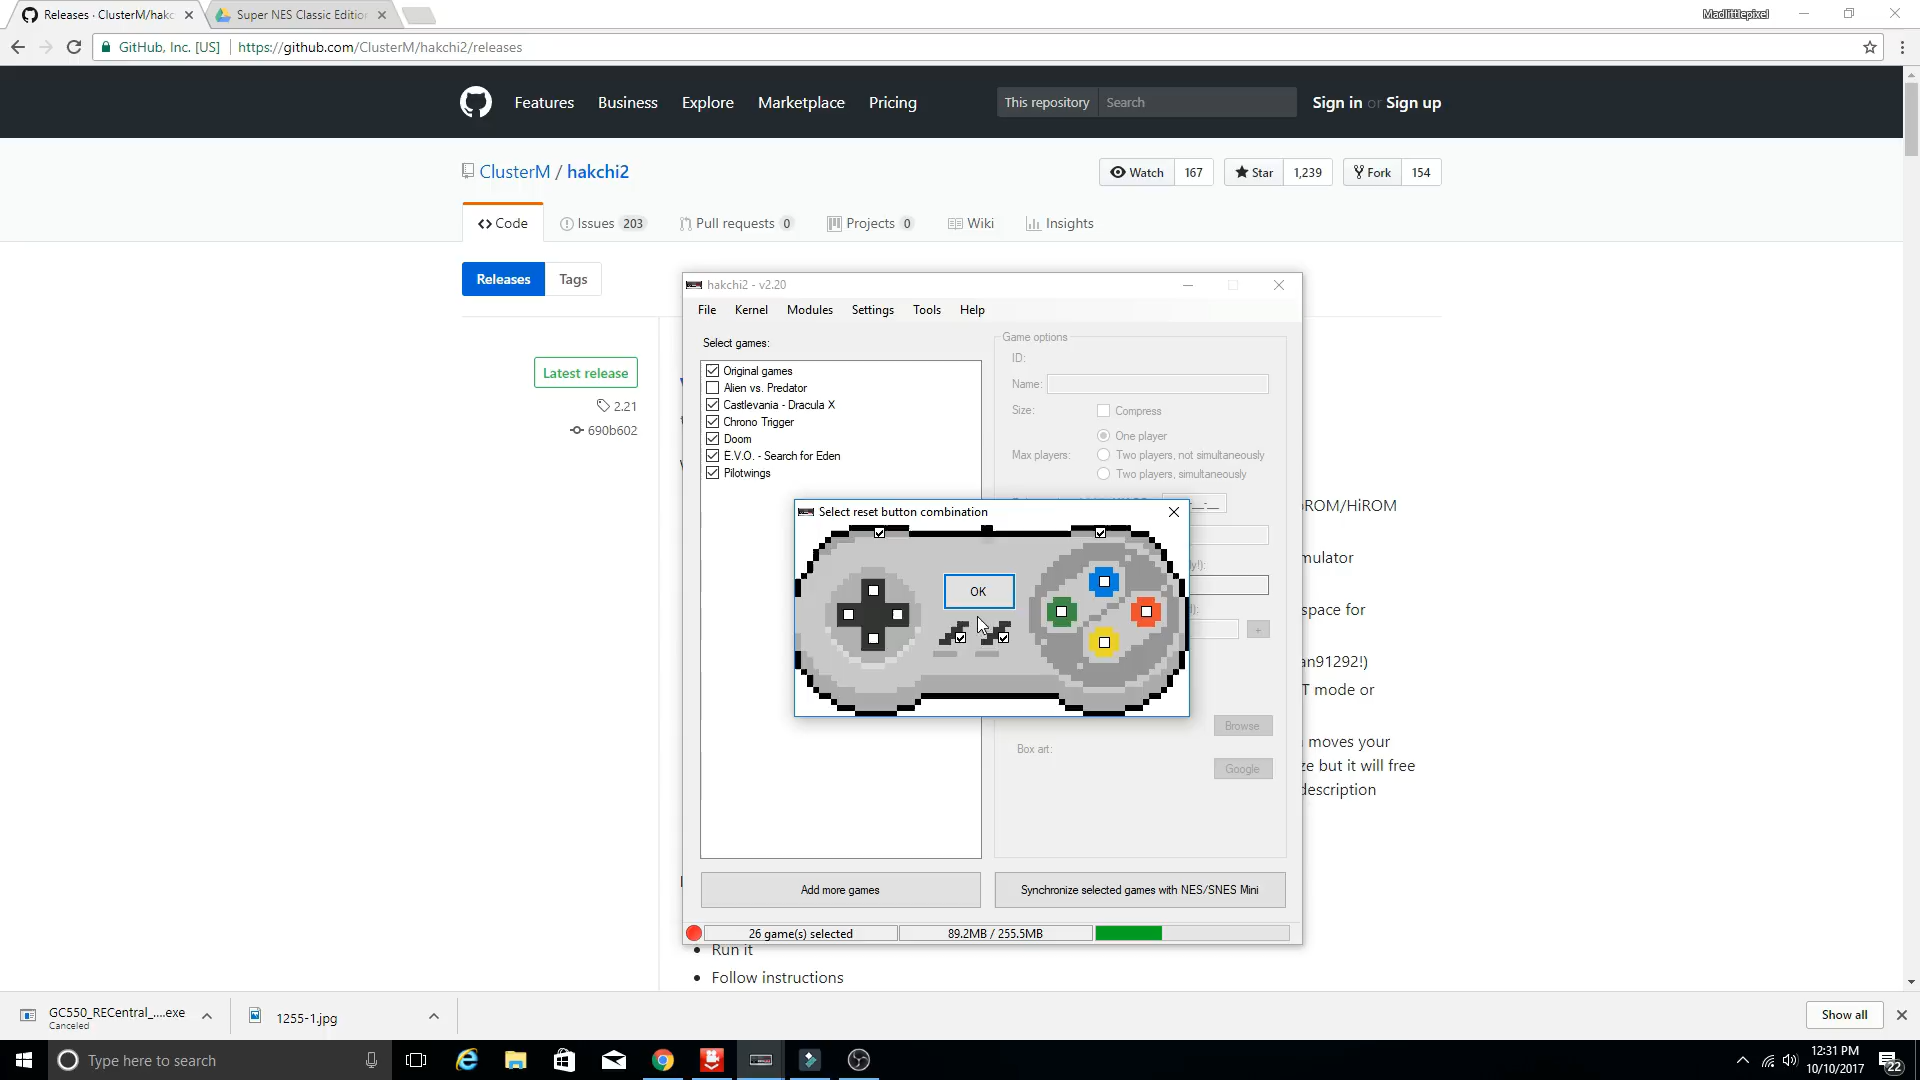 Releases · ClusterM/hakc
Super NES Classic Edition
Madlittlepixel
GitHub, Inc. [US]
https://github.com/ClusterM/hakchi2/releases
Features
Business
Explore
Marketplace
Pricing
This repository
Search
Sign in or Sign up
ClusterM / hakchi2
Watch 167
Star 1,239
Fork 154
Code
Issues 203
Pull requests 0
Projects 0
Wiki
Insights
Releases
Tags
Latest release
2.21
690b602
hakchi2 - v2.20
File
Kernel
Modules
Settings
Tools
Help
Select games:
Original games
Alien vs. Predator
Castlevania - Dracula X
Chrono Trigger
Doom
E.V.O. - Search for Eden
Pilotwings
Game options
ID:
Name:
Size:
Compress
Max players:
One player
Two players, not simultaneously
Two players, simultaneously
Select reset button combination
OK
Browse
Box art:
Google
Add more games
Synchronize selected games with NES/SNES Mini
26 game(s) selected
89.2MB / 255.5MB
oROM/HiROM
mulator
space for
an91292!)
T mode or
moves your
ze but it will free
description
Run it
Follow instructions
GC550_RECentral_....exe
Canceled
1255-1.jpg
Show all
Type here to search
12:31 PM
10/10/2017
22